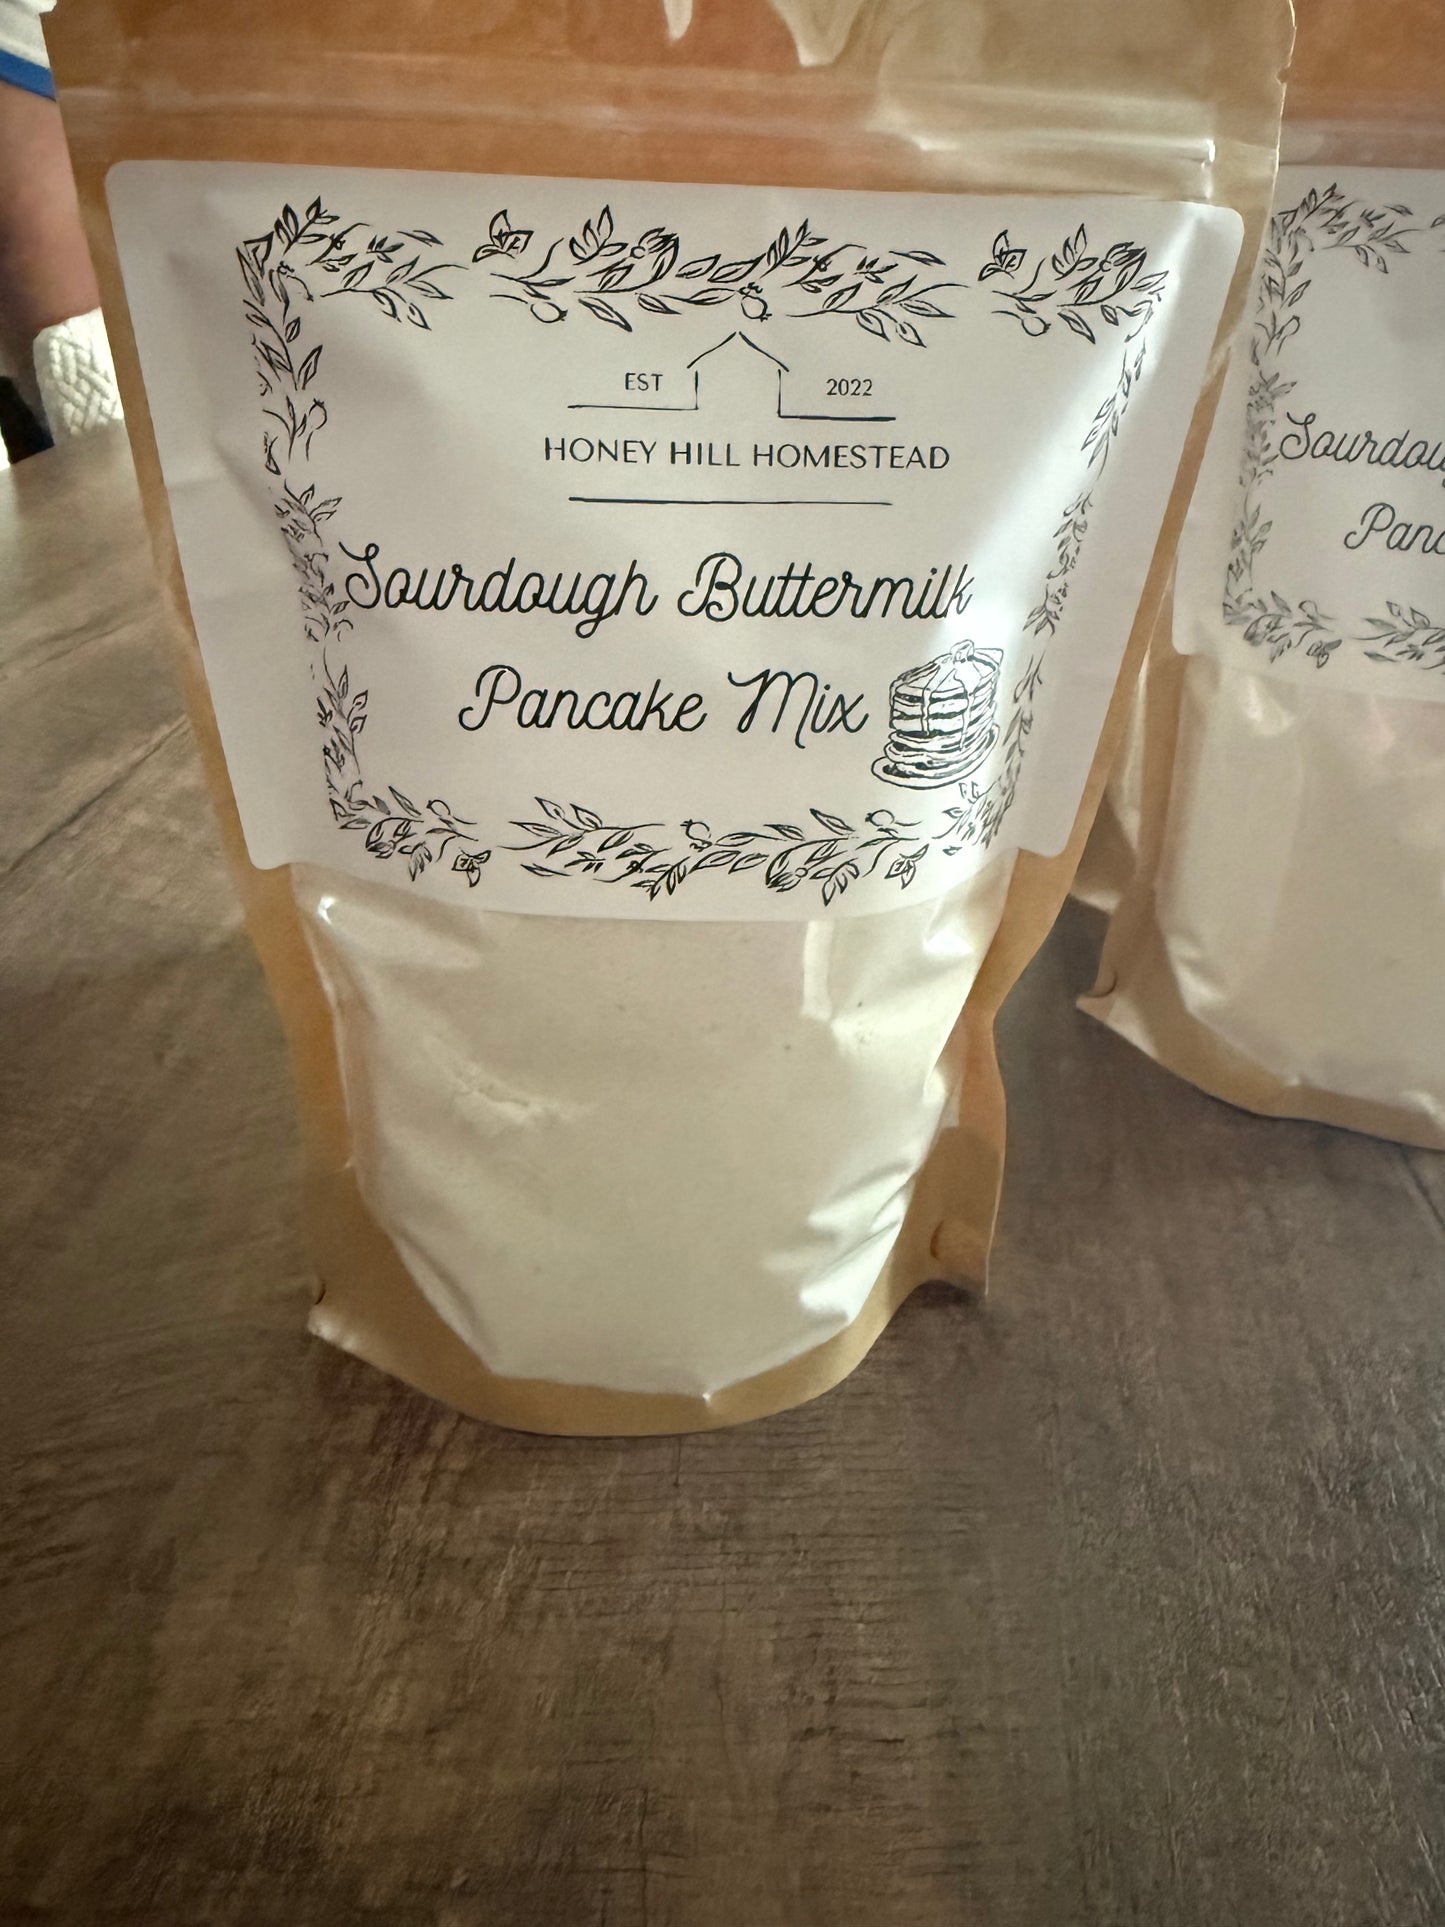 EST 2022
HONEY HILL HOMESTEAD
Sourdough Buttermilk
Pancake Mix